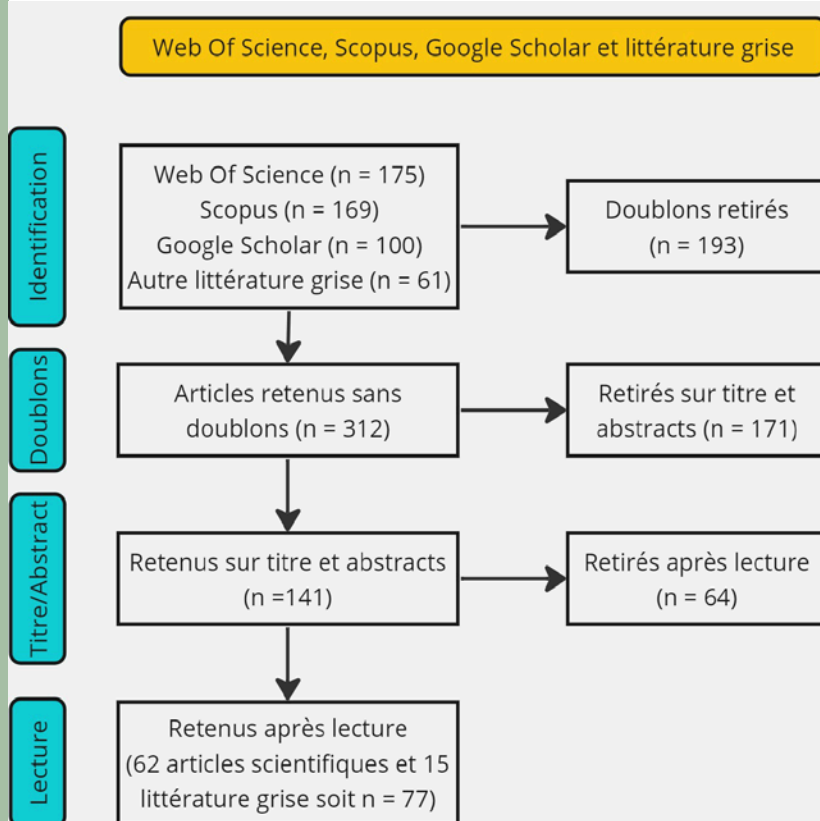 Web Of Science, Scopus, Google Scholar et littérature grise
Identification
Web Of Science (n = 175)
Scopus (n = 169)
Google Scholar (n = 100)
Autre littérature grise (n = 61)
Doublons retirés
(n = 193)
Doublons
Articles retenus sans
doublons (n = 312)
Retirés sur titre et
abstracts (n = 171)
Titre/Abstract
Retenus sur titre et abstracts
(n =141)
Retirés après lecture
(n = 64)
Lecture
Retenus après lecture
(62 articles scientifiques et 15
littérature grise soit n = 77)